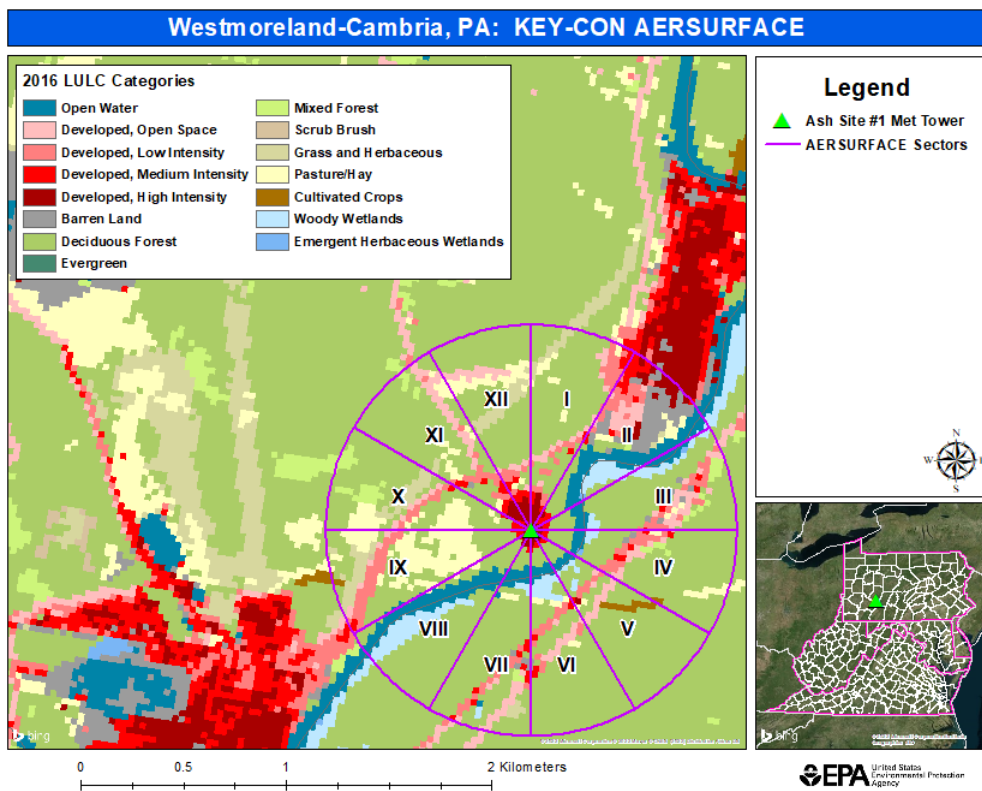 Westmoreland-Cambria, PA: KEY-CON AERSURFACE
2016 LULC Categories
Open Water
Developed, Open Space
Developed, Low Intensity
Developed, Medium Intensity
Developed, High Intensity
Barren Land
Deciduous Forest
Evergreen
Mixed Forest
Scrub Brush
Grass and Herbaceous
Pasture/Hay
Cultivated Crops
Woody Wetlands
Emergent Herbaceous Wetlands
Legend
Ash Site #1 Met Tower
AERSURFACE Sectors
XII
I
XI
II
X
III
IX
IV
VIII
V
VII
VI
N
W
E
S
bing
bing
0 0.5 1 2 Kilometers
EPA
United States
Environmental Protection
Agency